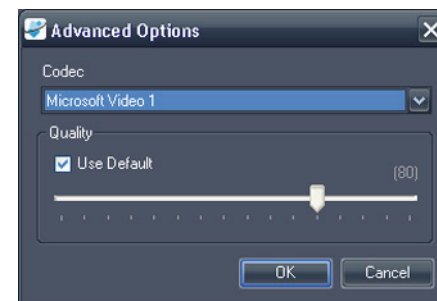 Advanced Options
Codec
Microsoft Video 1
Quality
Use Default
(80)
OK
Cancel